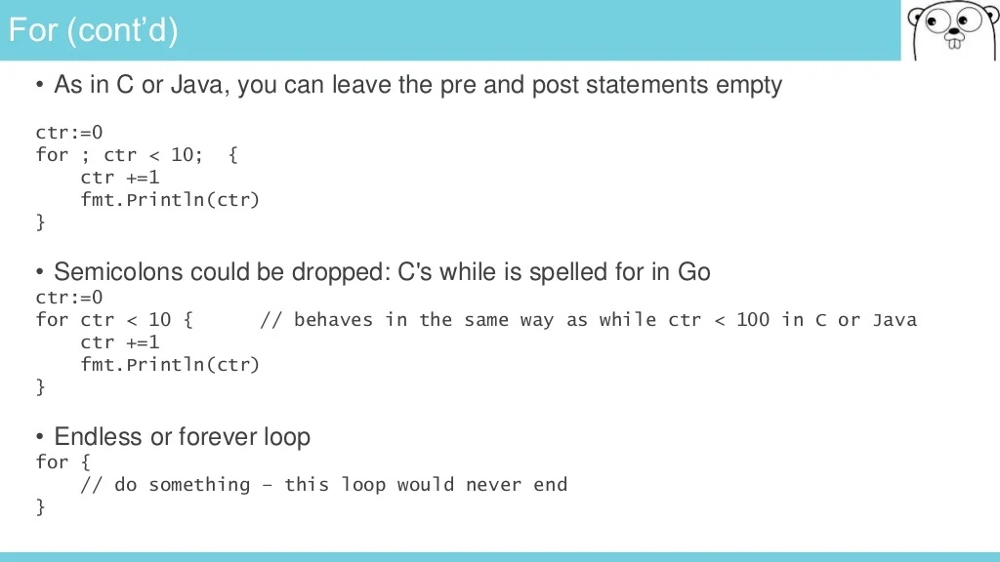 For (cont’d)
• As in C or Java, you can leave the pre and post statements empty
ctr:=0
for ; ctr < 10;  {
    ctr +=1
    fmt.Println(ctr)
}
• Semicolons could be dropped: C's while is spelled for in Go
ctr:=0
for ctr < 10 {      // behaves in the same way as while ctr < 100 in C or Java
    ctr +=1
    fmt.Println(ctr)
}
• Endless or forever loop
for {
    // do something – this loop would never end
}